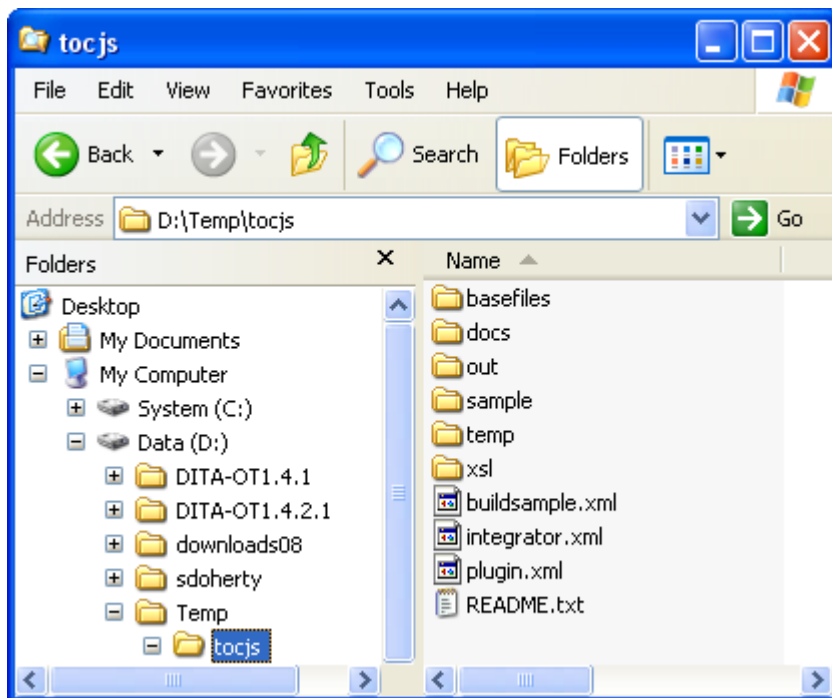 tocjs
File Edit View Favorites Tools Help
Back Search Folders
Address D:\Temp\tocjs Go
Folders
Desktop
My Documents
My Computer
System (C:)
Data (D:)
DITA-OT1.4.1
DITA-OT1.4.2.1
downloads08
sdoherty
Temp
tocjs
Name
basefiles
docs
out
sample
temp
xsl
buildsample.xml
integrator.xml
plugin.xml
README.txt